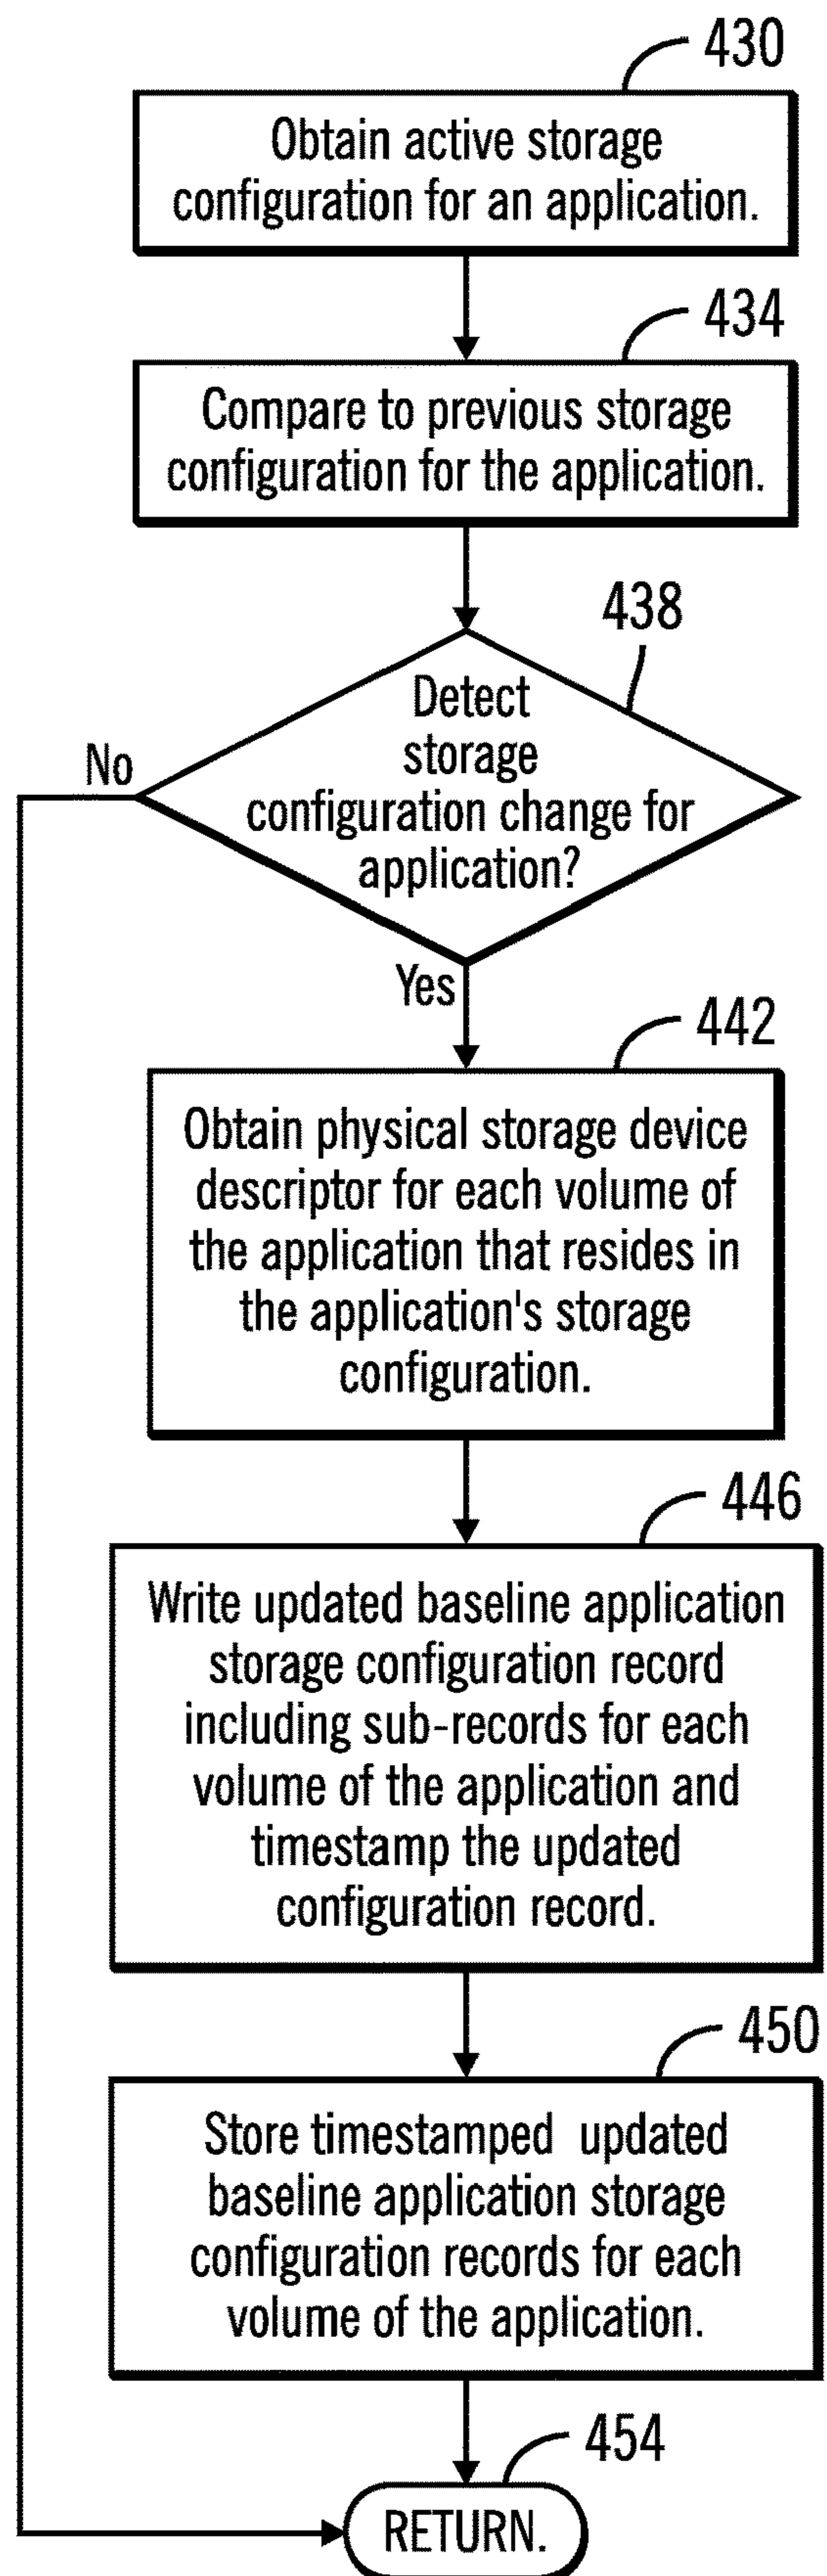 430
Obtain active storage
configuration for an application.
434
Compare to previous storage
configuration for the application.
438
Detect
storage
configuration change for
application?
No
Yes
442
Obtain physical storage device
descriptor for each volume of
the application that resides in
the application's storage
configuration.
446
Write updated baseline application
storage configuration record
including sub-records for each
volume of the application and
timestamp the updated
configuration record.
450
Store timestamped updated
baseline application storage
configuration records for each
volume of the application.
454
RETURN.